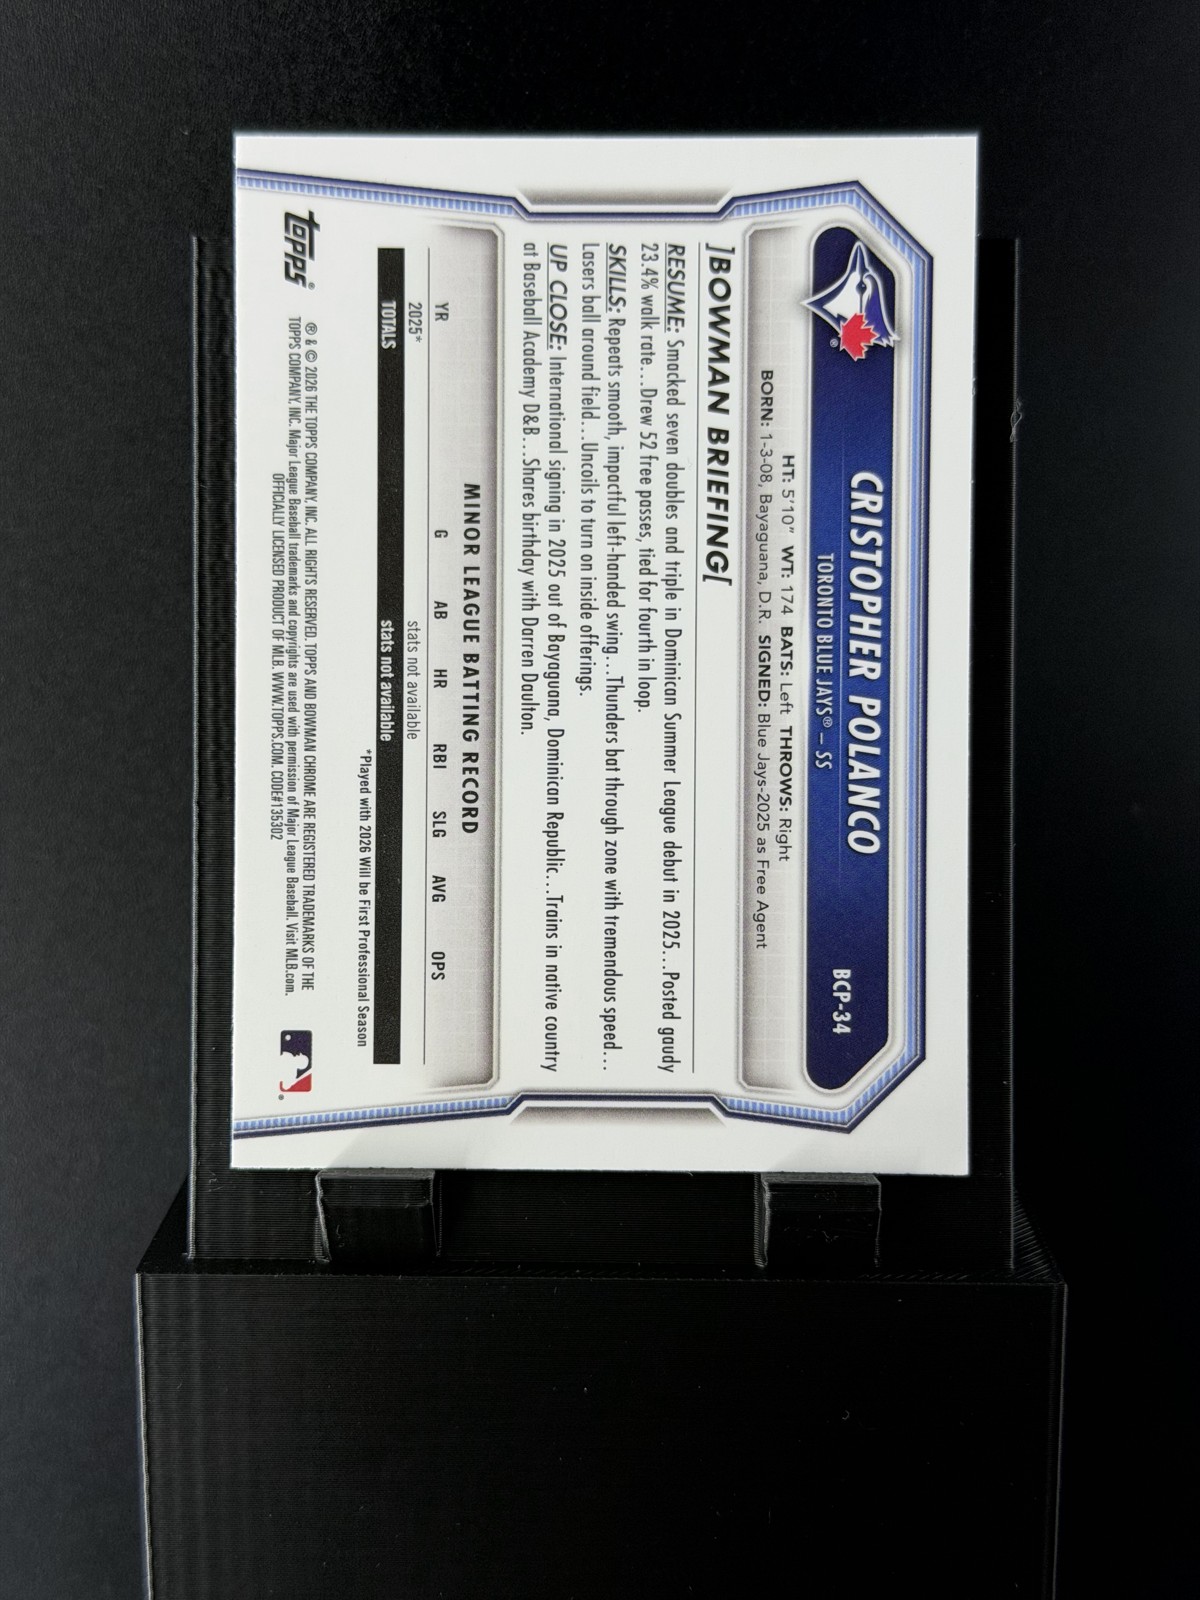 CRISTOPHER POLANCO
BCP-34
TORONTO BLUE JAYS® – SS
HT: 5'10" WT: 174 BATS: Left THROWS: Right
BORN: 1-3-08, Bayaguana, D.R. SIGNED: Blue Jays-2025 as Free Agent
]BOWMAN BRIEFING[
RESUME: Smacked seven doubles and triple in Dominican Summer League debut in 2025...Posted gaudy
23.4% walk rate...Drew 52 free passes, tied for fourth in loop.
SKILLS: Repeats smooth, impactful left-handed swing...Thunders bat through zone with tremendous speed...
Lasers ball around field...Uncoils to turn on inside offerings.
UP CLOSE: International signing in 2025 out of Bayaguana, Dominican Republic...Trains in native country
at Baseball Academy D&B...Shares birthday with Darren Daulton.
MINOR LEAGUE BATTING RECORD
YR G AB HR RBI SLG AVG OPS
2025* stats not available
TOTALS stats not available
*Played with 2026 Will be First Professional Season
topps®
® & © 2026 THE TOPPS COMPANY, INC. ALL RIGHTS RESERVED. TOPPS AND BOWMAN CHROME ARE REGISTERED TRADEMARKS OF THE
TOPPS COMPANY, INC. Major League Baseball trademarks and copyrights are used with permission of Major League Baseball. Visit MLB.com.
OFFICIALLY LICENSED PRODUCT OF MLB. WWW.TOPPS.COM. CODE#135302